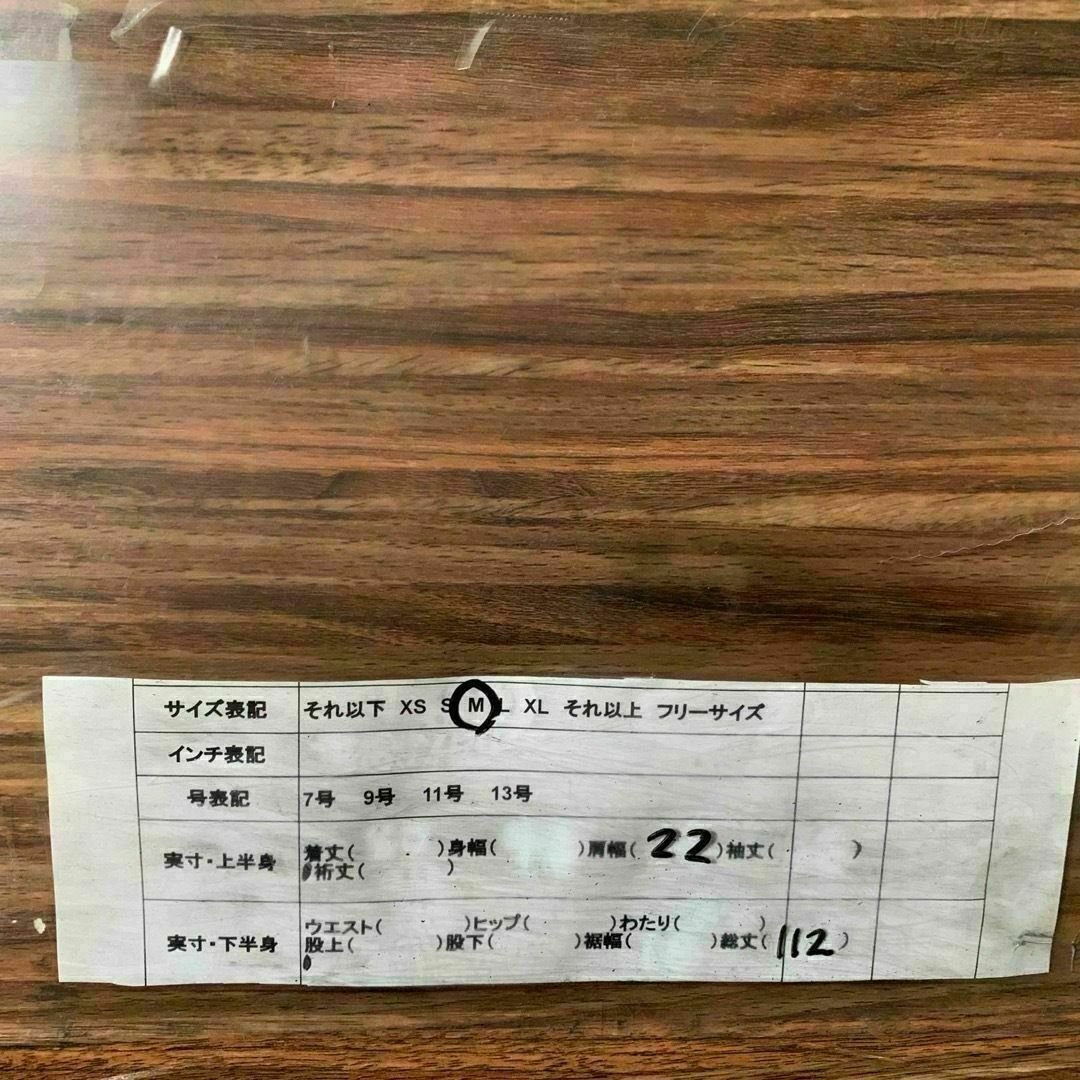 サイズ表記 それ以下 XS S M L XL それ以上 フリーサイズ
インチ表記
号表記 7号 9号 11号 13号
実寸・上半身 着丈( )身幅( )肩幅( 22 )袖丈( )
裄丈( )
実寸・下半身 ウエスト( )ヒップ( )わたり( )
股上( )股下( )裾幅( )総丈( 112 )